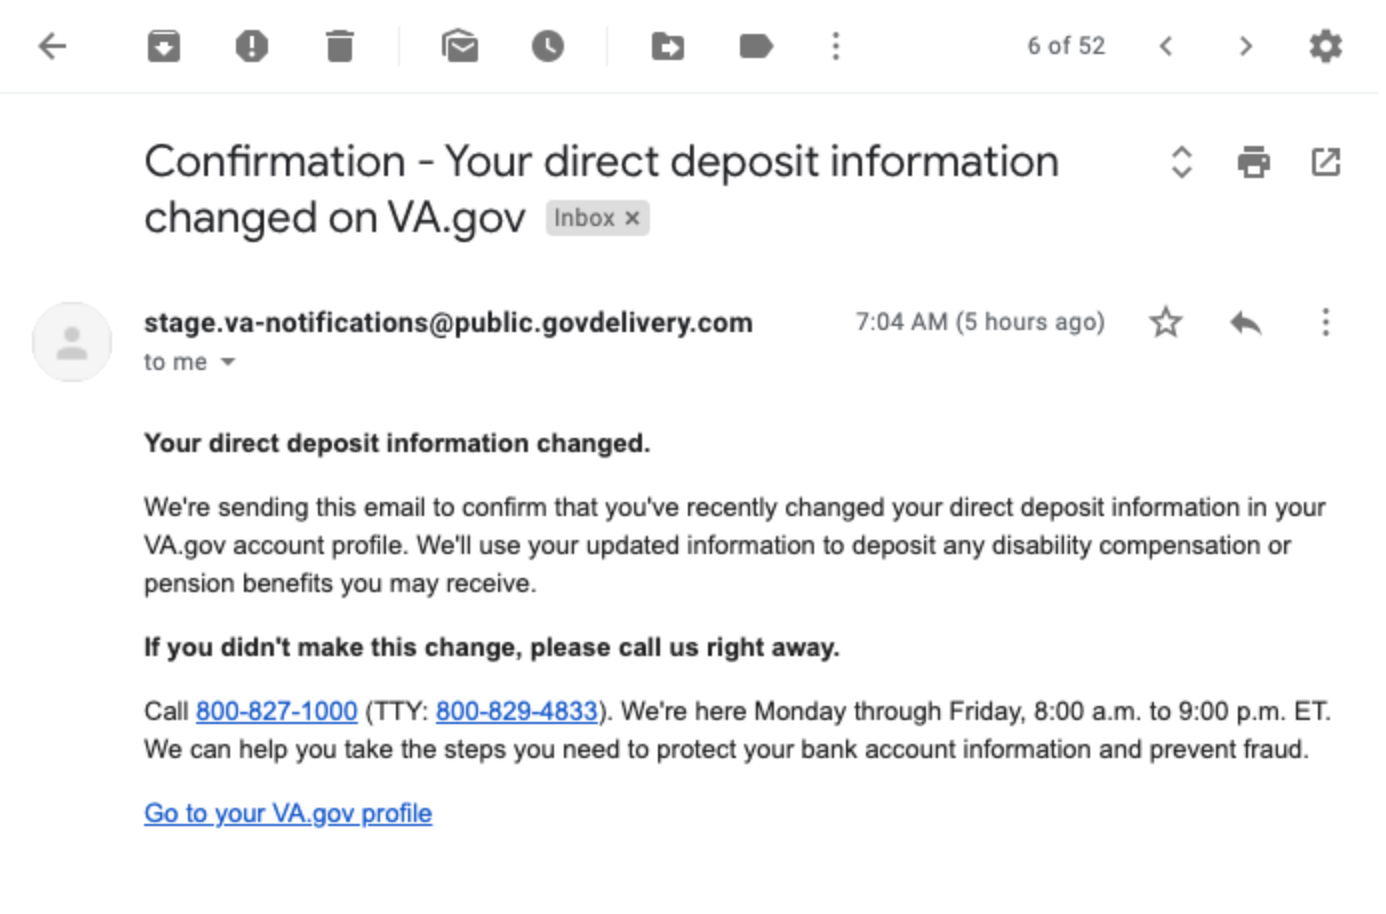 6 of 52
Confirmation - Your direct deposit information
changed on VA.gov Inbox ×
stage.va-notifications@public.govdelivery.com 7:04 AM (5 hours ago)
to me
Your direct deposit information changed.
We're sending this email to confirm that you've recently changed your direct deposit information in your
VA.gov account profile. We'll use your updated information to deposit any disability compensation or
pension benefits you may receive.
If you didn't make this change, please call us right away.
Call 800-827-1000 (TTY: 800-829-4833). We're here Monday through Friday, 8:00 a.m. to 9:00 p.m. ET.
We can help you take the steps you need to protect your bank account information and prevent fraud.
Go to your VA.gov profile